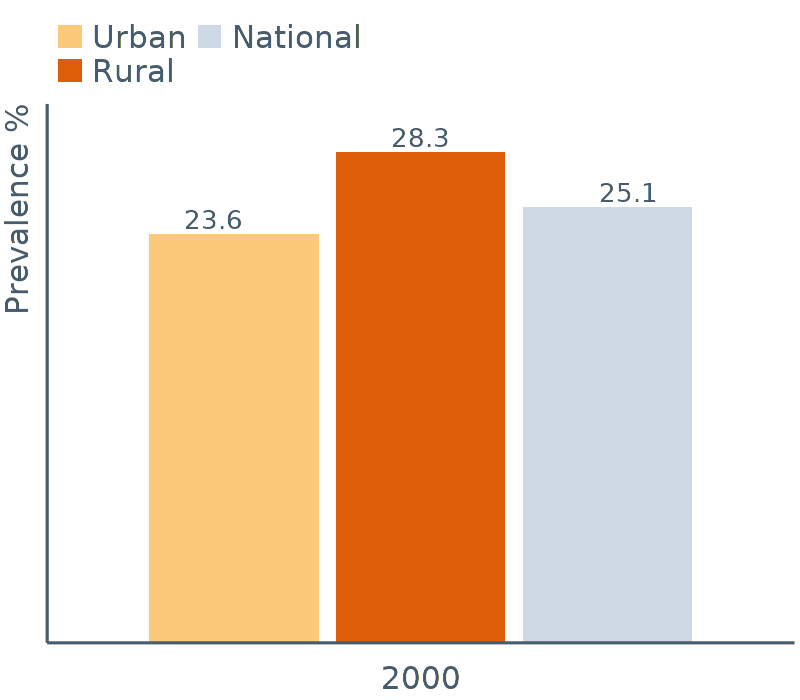 Urban National
Rural
Prevalence %
28.3
25.1
23.6
2000